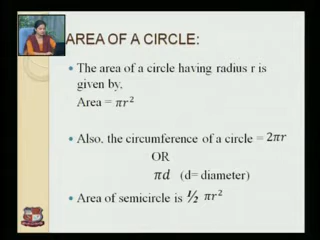 AREA OF A CIRCLE:
• The area of a circle having radius r is
given by,
Area = πr²
• Also, the circumference of a circle = 2πr
OR
πd (d= diameter)
• Area of semicircle is ½ πr²